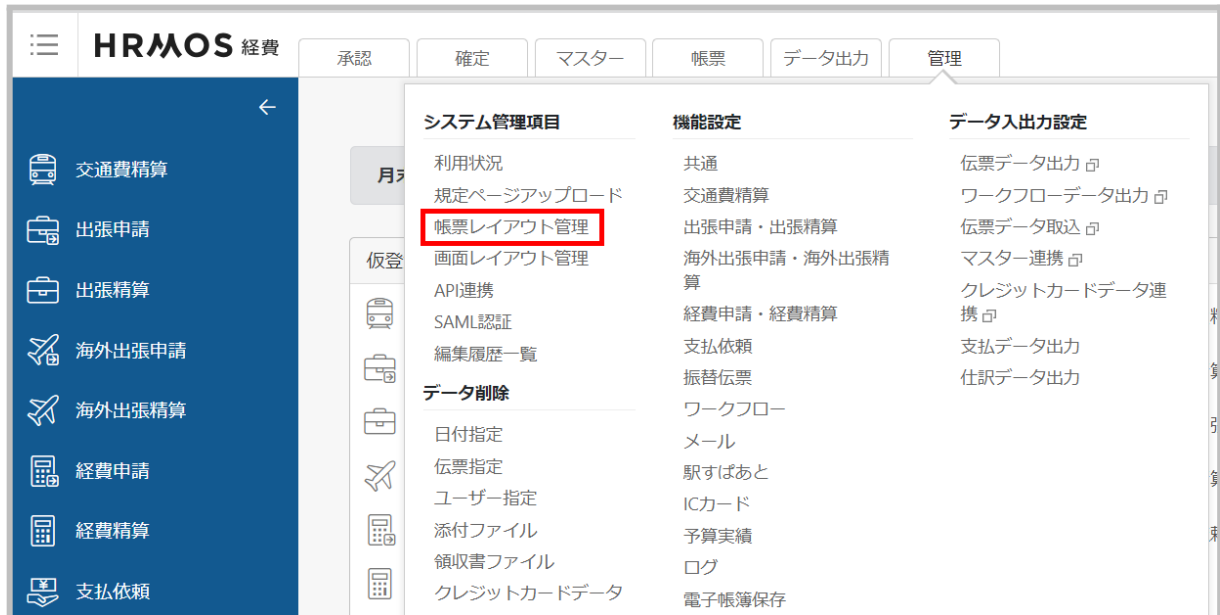 HRMOS 経費
承認
確定
マスター
帳票
データ出力
管理
交通費精算
出張申請
出張精算
海外出張申請
海外出張精算
経費申請
経費精算
支払依頼
月末
仮登
システム管理項目
利用状況
規定ページアップロード
帳票レイアウト管理
画面レイアウト管理
API連携
SAML認証
編集履歴一覧
データ削除
日付指定
伝票指定
ユーザー指定
添付ファイル
領収書ファイル
クレジットカードデータ
機能設定
共通
交通費精算
出張申請・出張精算
海外出張申請・海外出張精
算
経費申請・経費精算
支払依頼
振替伝票
ワークフロー
メール
駅すぱあと
ICカード
予算実績
ログ
電子帳簿保存
データ入出力設定
伝票データ出力
ワークフローデータ出力
伝票データ取込
マスター連携
クレジットカードデータ連
携
支払データ出力
仕訳データ出力